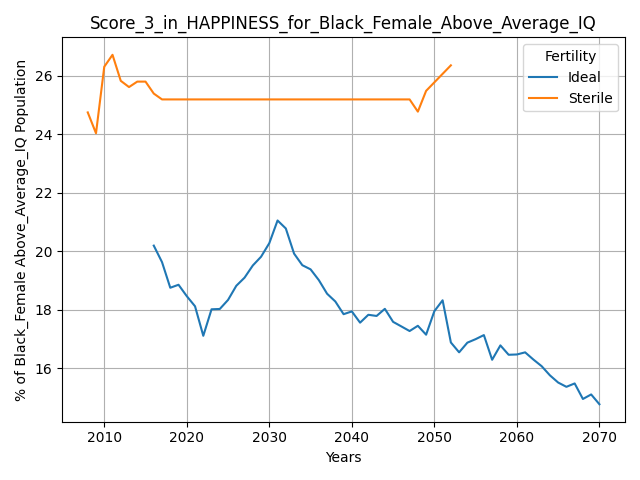 Score_3_in_HAPPINESS_for_Black_Female_Above_Average_IQ
% of Black_Female Above_Average_IQ Population
26
24
22
20
18
16
Fertility
Ideal
Sterile
2010 2020 2030 2040 2050 2060 2070
Years